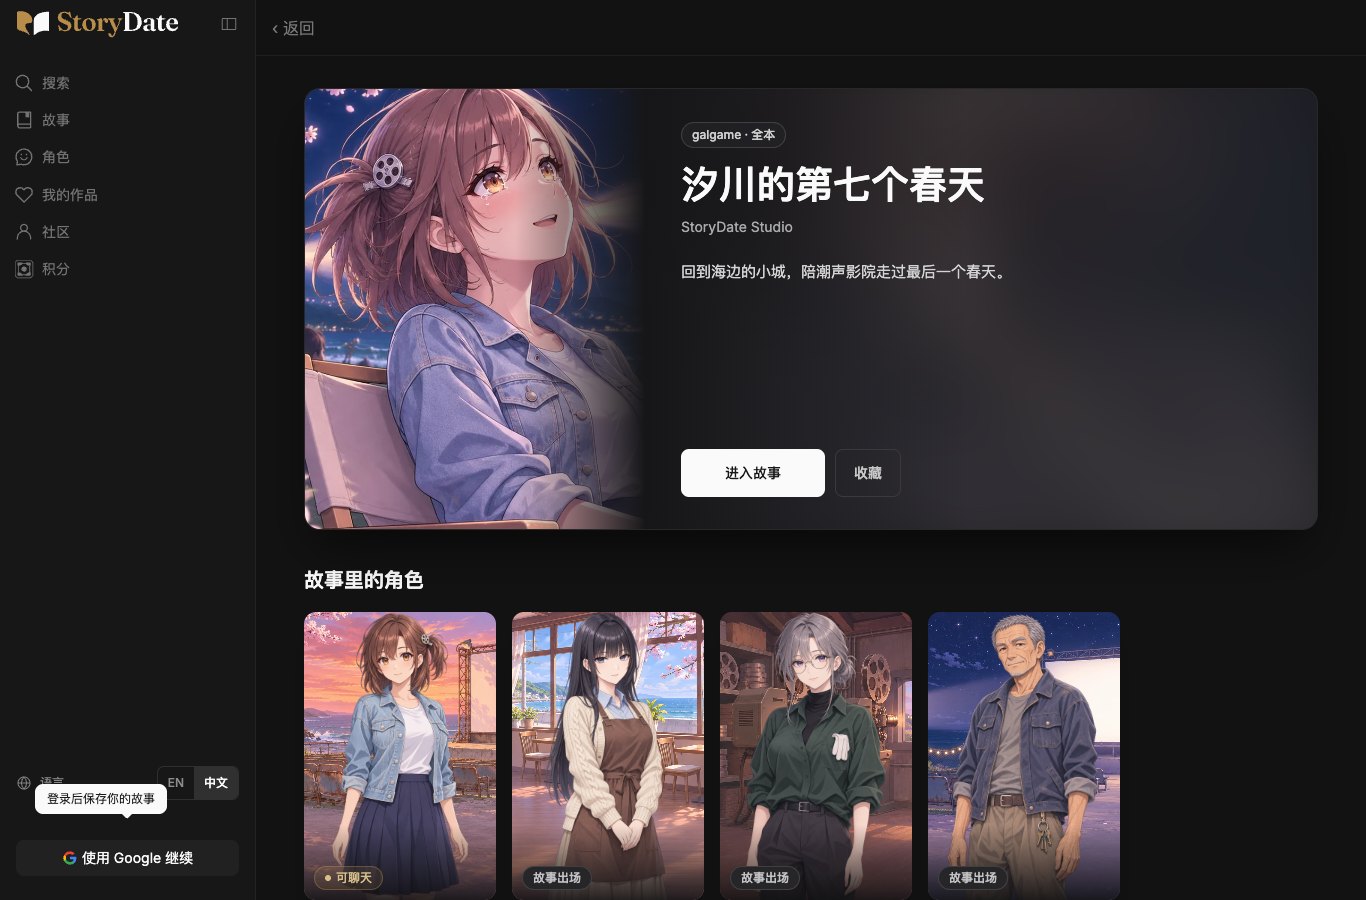 StoryDate
搜索
故事
角色
我的作品
社区
积分
语言
EN
中文
登录后保存你的故事
使用 Google 继续
‹ 返回
galgame · 全本
汐川的第七个春天
StoryDate Studio
回到海边的小城，陪潮声影院走过最后一个春天。
进入故事
收藏
故事里的角色
可聊天
故事出场
故事出场
故事出场